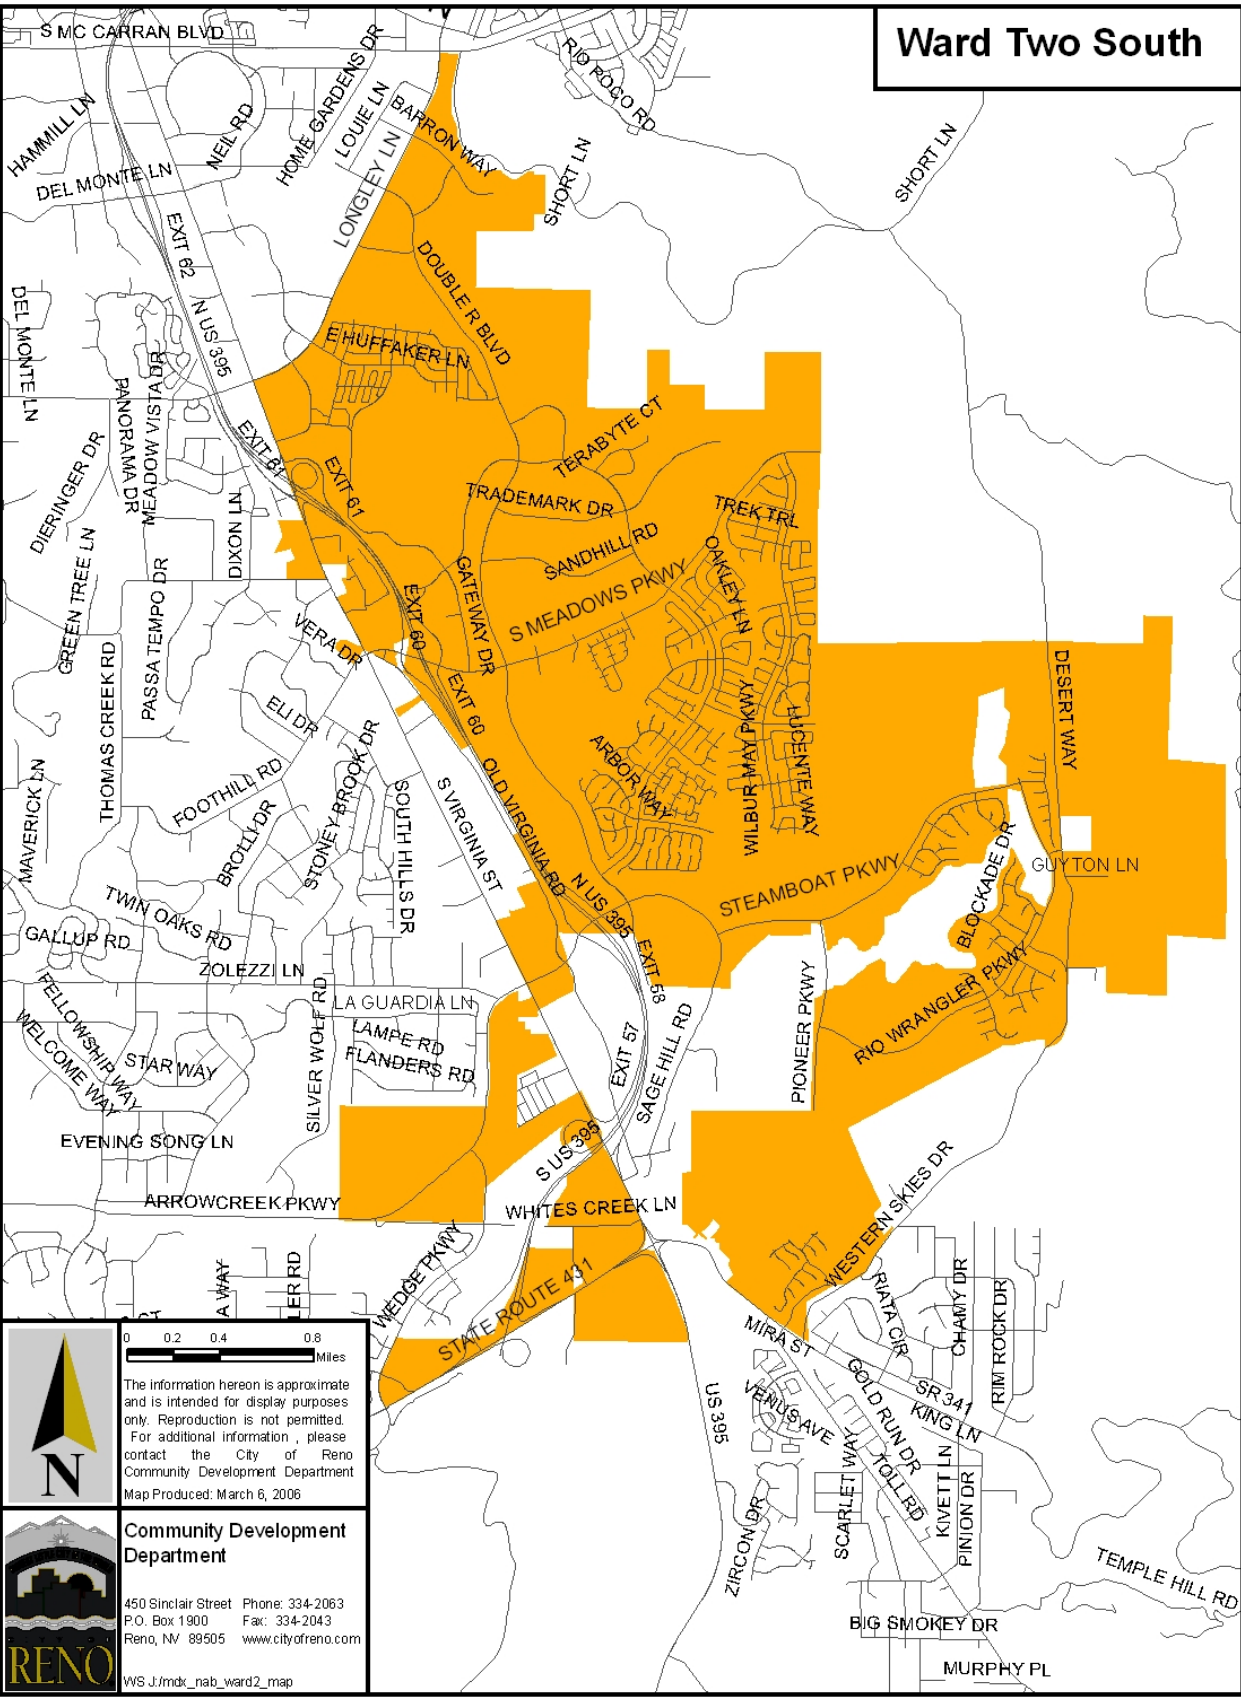 Ward Two South
S MC CARRAN BLVD
RIO POCO RD
HAMMILL LN
NEIL RD
HOME GARDENS DR
LOUIE LN
BARRON WAY
LONGLEY LN
DEL MONTE LN
SHORT LN
SHORT LN
EXIT 62
N US 395
DOUBLE R BLVD
DEL MONTE LN
E HUFFAKER LN
PANORAMA DR
MEADOW VISTA DR
DIERINGER DR
EXIT 61
EXIT 61
TERABYTE CT
TRADEMARK DR
TREK TRL
DIXON LN
SANDHILL RD
GREEN TREE LN
PASSA TEMPO DR
EXIT 60
GATEWAY DR
S MEADOWS PKWY
OAKLEY LN
VERA DR
THOMAS CREEK RD
ELI DR
EXIT 60
DESERT WAY
WILBUR MAY PKWY
LUCENTE WAY
ARBOR WAY
MAVERICK LN
FOOTHILL RD
STONEY BROOK DR
SOUTH HILLS DR
S VIRGINIA ST
OLD VIRGINIA RD
BROLLI DR
TWIN OAKS RD
GALLUP RD
ZOLEZZI LN
N US 395
STEAMBOAT PKWY
BLOCKADE DR
GUYTON LN
EXIT 58
FELLOWSHIP WAY
WELCOME WAY
STAR WAY
SILVER WOLF RD
LA GUARDIA LN
LAMPE RD
FLANDERS RD
EXIT 57
SAGE HILL RD
PIONEER PKWY
RIO WRANGLER PKWY
EVENING SONG LN
S US 395
ARROWCREEK PKWY
WHITES CREEK LN
WESTERN SKIES DR
WEDGE PKWY
STATE ROUTE 431
A WAY
LER RD
RIATA CIR
CHAMY DR
RIM ROCK DR
MIRA ST
US 395
VENUS AVE
GOLD RUN DR
SR 341
KING LN
SCARLET WAY
TOLL RD
KIVETT LN
PINION DR
ZIRCON DR
TEMPLE HILL RD
BIG SMOKEY DR
MURPHY PL
N
0 0.2 0.4 0.8
Miles
The information hereon is approximate
and is intended for display purposes
only. Reproduction is not permitted.
For additional information , please
contact the City of Reno
Community Development Department
Map Produced: March 6, 2006
Community Development
Department
450 Sinclair Street Phone: 334-2063
P.O. Box 1900 Fax: 334-2043
Reno, NV 89505 www.cityofreno.com
WS J:/mdx_nab_ward2_map
RENO